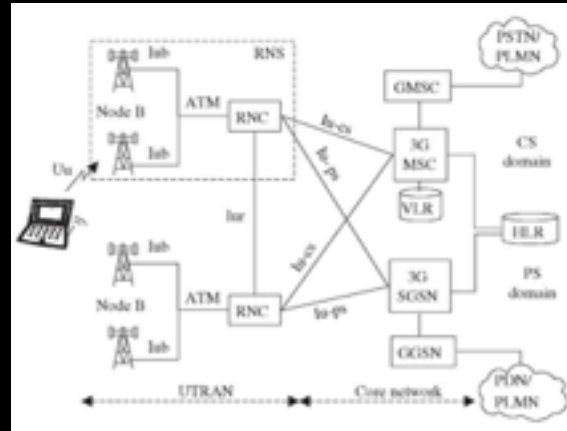 Iub
RNS
PSTN/
PLMN
GMSC
Node B
ATM
RNC
Iu-cs
3G
MSC
CS
domain
Iub
Uu
Iu-ps
VLR
Iur
HLR
Iub
Iu-cs
PS
domain
Node B
ATM
RNC
Iu-ps
3G
SGSN
Iub
GGSN
PDN/
PLMN
UTRAN
Core network